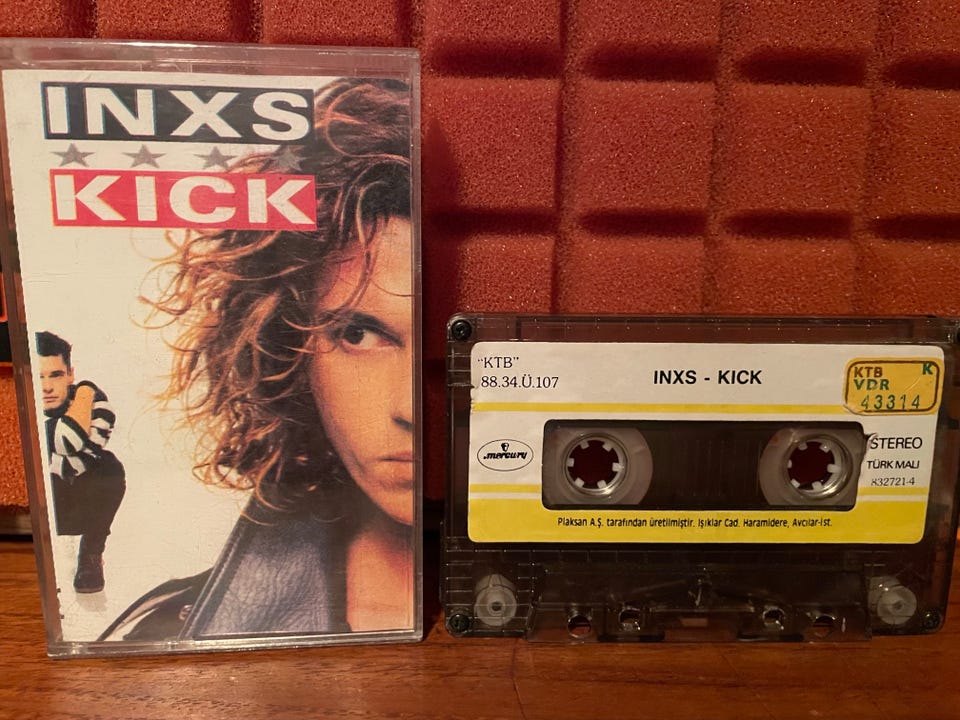 INXS
KICK
"KTB"
88.34.Ü.107
INXS - KICK
KTB K
VDR
43314
mercury
STEREO
TÜRK MALI
832721-4
Plaksan A.Ş. tarafından üretilmiştir. Işıklar Cad. Haramidere, Avcılar-İst.